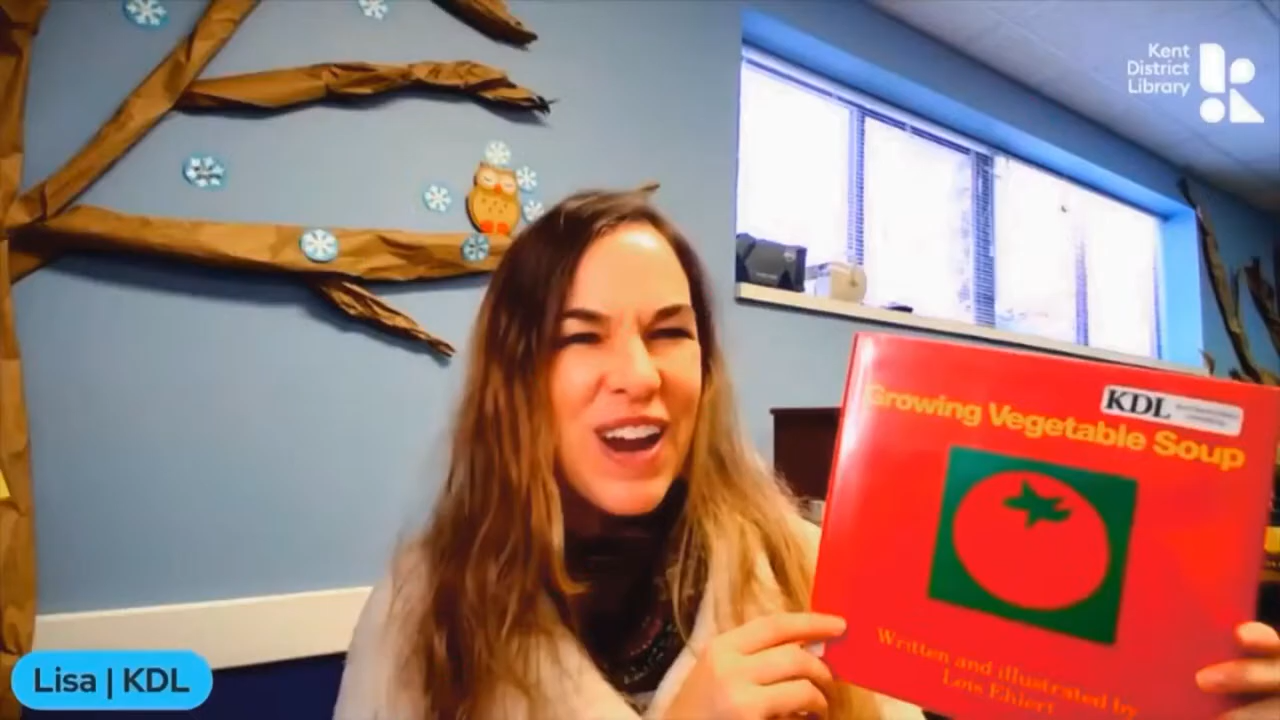 Kent
District
Library
KDL
Growing Vegetable Soup
Written and illustrated by
Lois Ehlert
Lisa | KDL